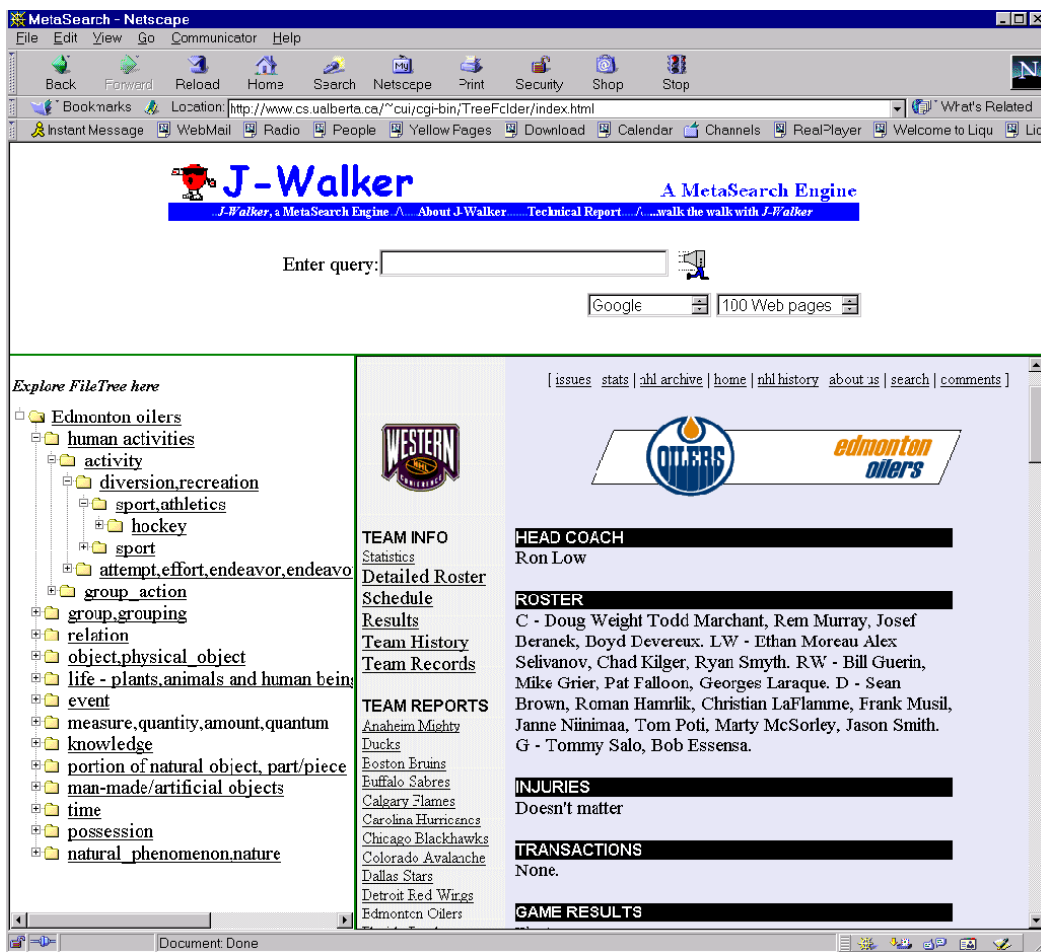 MetaSearch - Netscape
File Edit View Go Communicator Help
Back Forward Reload Home Search Netscape Print Security Shop Stop
N
Bookmarks Location: http://www.cs.ualberta.ca/~cui/cgi-bin/TreeFolder/index.html What's Related
Instant Message WebMail Radio People Yellow Pages Download Calendar Channels RealPlayer Welcome to Liqu
J-Walker
A MetaSearch Engine
..J-Walker, a MetaSearch Engine../\.....About J-Walker.......Technical Report...../\.....walk the walk with J-Walker
Enter query:
Google 100 Web pages
Explore FileTree here
Edmonton oilers
human activities
activity
diversion,recreation
sport,athletics
hockey
sport
attempt,effort,endeavor,endeavo
group_action
group,grouping
relation
object,physical_object
life - plants,animals and human being
event
measure,quantity,amount,quantum
knowledge
portion of natural object, part/piece
man-made/artificial objects
time
possession
natural_phenomenon,nature
[ issues stats | nhl archive | home | nhl history about us | search | comments ]
WESTERN
NHL
CONFERENCE
OILERS
edmonton
oilers
TEAM INFO
Statistics
Detailed Roster
Schedule
Results
Team History
Team Records
TEAM REPORTS
Anaheim Mighty
Ducks
Boston Bruins
Buffalo Sabres
Calgary Flames
Carolina Hurricanes
Chicago Blackhawks
Colorado Avalanche
Dallas Stars
Detroit Red Wings
Edmonton Oilers
HEAD COACH
Ron Low
ROSTER
C - Doug Weight Todd Marchant, Rem Murray, Josef
Beranek, Boyd Devereux. LW - Ethan Moreau Alex
Selivanov, Chad Kilger, Ryan Smyth. RW - Bill Guerin,
Mike Grier, Pat Falloon, Georges Laraque. D - Sean
Brown, Roman Hamrlik, Christian LaFlamme, Frank Musil,
Janne Niinimaa, Tom Poti, Marty McSorley, Jason Smith.
G - Tommy Salo, Bob Essensa.
INJURIES
Doesn't matter
TRANSACTIONS
None.
GAME RESULTS
Document: Done